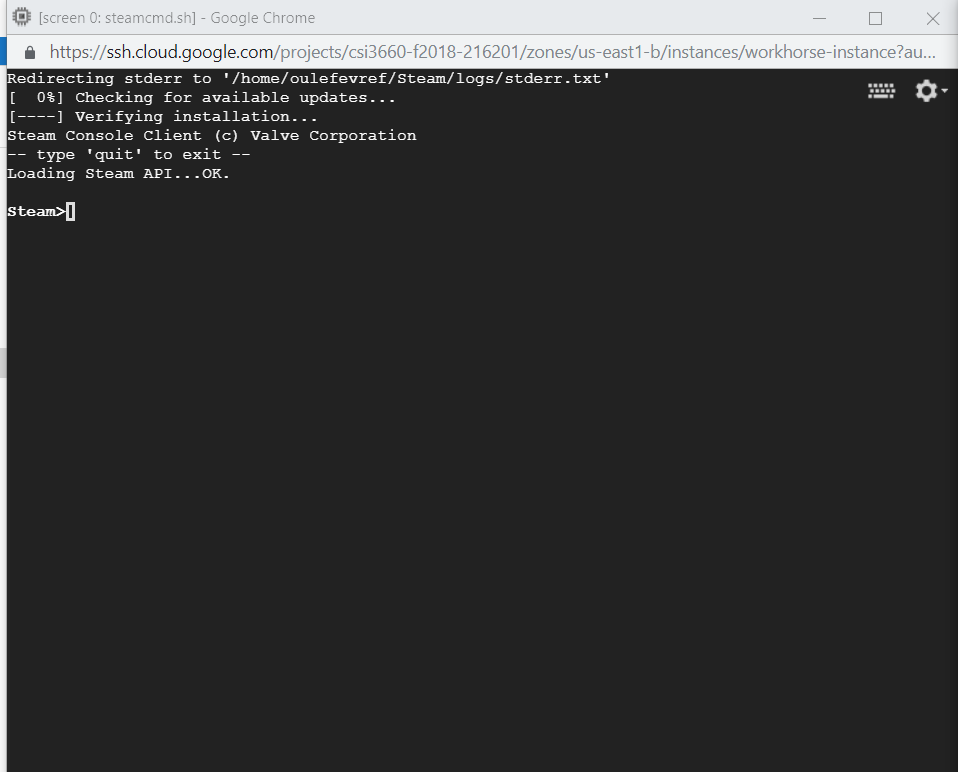 [screen 0: steamcmd.sh] - Google Chrome
https://ssh.cloud.google.com/projects/csi3660-f2018-216201/zones/us-east1-b/instances/workhorse-instance?au...
Redirecting stderr to '/home/oulefevref/Steam/logs/stderr.txt'
[  0%] Checking for available updates...
[----] Verifying installation...
Steam Console Client (c) Valve Corporation
-- type 'quit' to exit --
Loading Steam API...OK.
Steam>